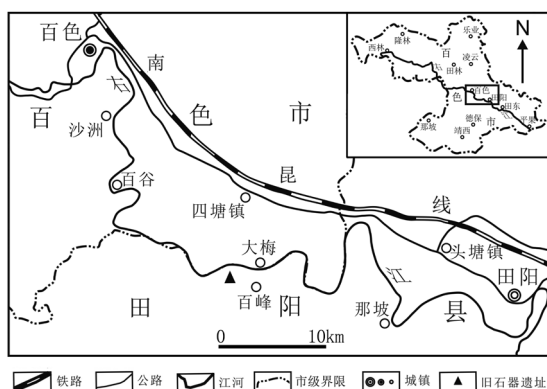 百色
南
N
乐业
隆林
西林
百
凌云
田林
右
百色
色
田阳
田东
市
德保
平果
那坡
靖西
右
百
色
市
沙洲
昆
百谷
四塘镇
线
大梅
头塘镇
田阳
江
百峰
田
阳
那坡
县
0 10km
铁路 公路 江河 市级界限 城镇 旧石器遗址